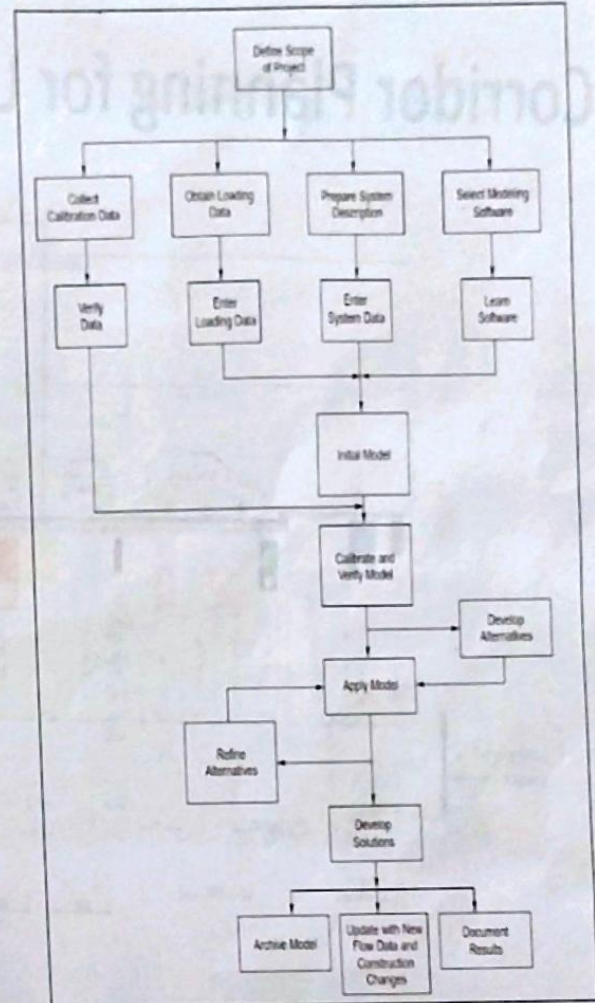 Corridor Planning for
Define Scope
of Project
Collect
Calibration Data
Obtain Loading
Data
Prepare System
Description
Select Modeling
Software
Verify
Data
Enter
Loading Data
Enter
System Data
Learn
Software
Initial Model
Calibrate and
Verify Model
Develop
Alternatives
Apply Model
Refine
Alternatives
Develop
Solutions
Archive Model
Update with New
Flow Data and
Construction
Changes
Document
Results